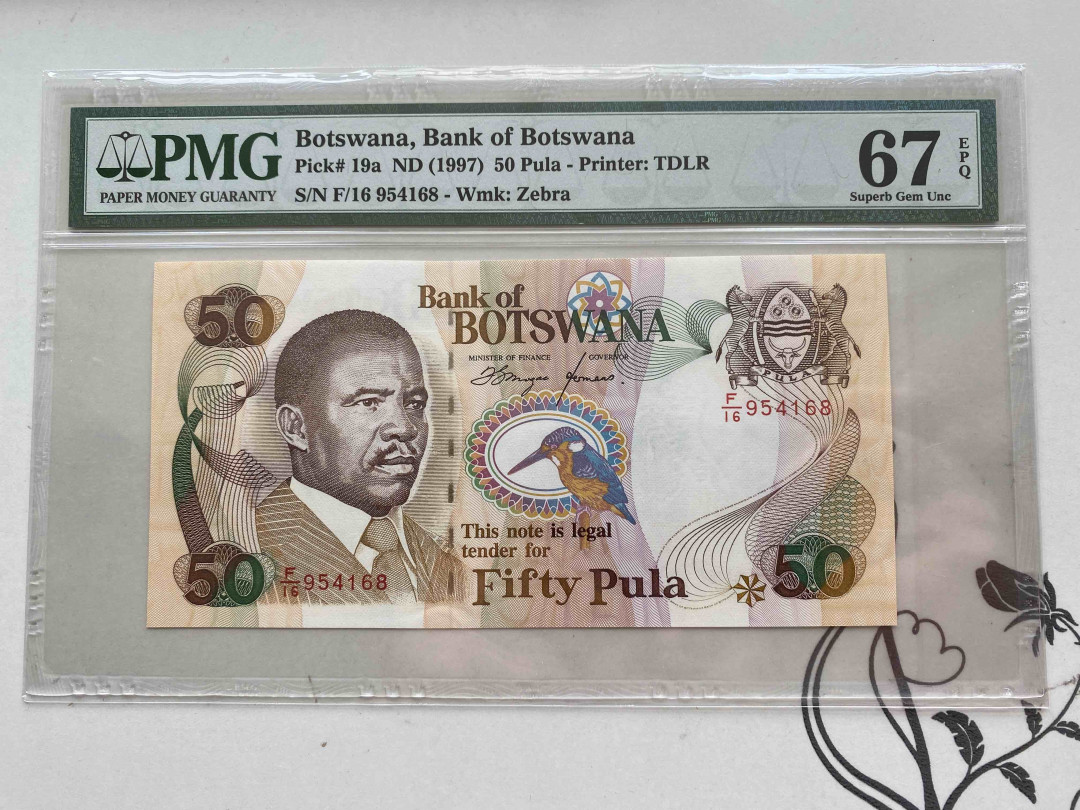 PMG
PAPER MONEY GUARANTY
Botswana, Bank of Botswana
Pick# 19a ND (1997) 50 Pula - Printer: TDLR
S/N F/16 954168 - Wmk: Zebra
67
EPQ
Superb Gem Unc
50
Bank of
BOTSWANA
MINISTER OF FINANCE GOVERNOR
PULA
F/16 954168
This note is legal
tender for
Fifty Pula
50
F/16 954168
50